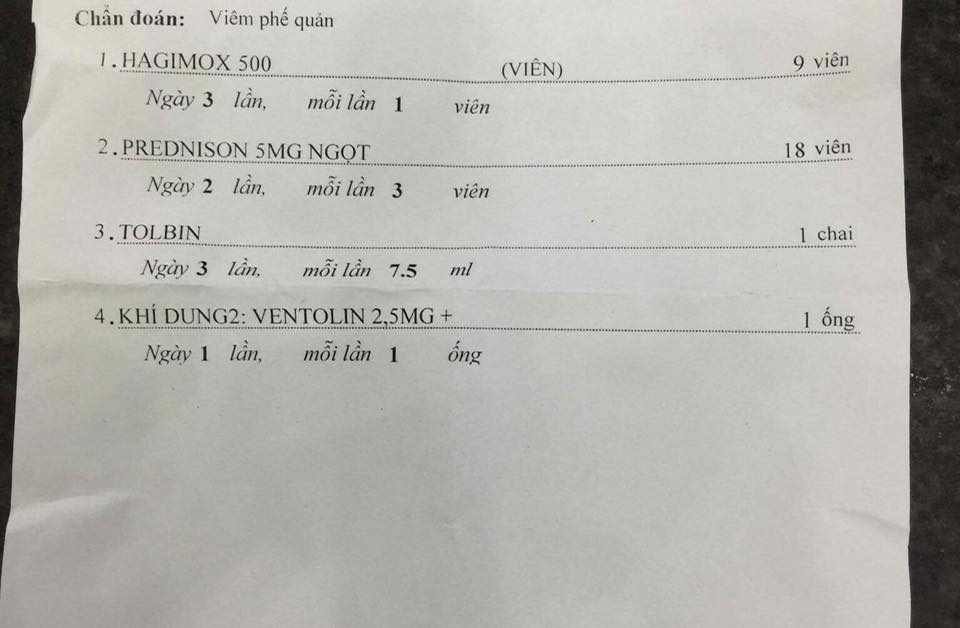 Chẩn đoán: Viêm phế quản
1. HAGIMOX 500 (VIÊN) 9 viên
Ngày 3 lần, mỗi lần 1 viên
2. PREDNISON 5MG NGỌT 18 viên
Ngày 2 lần, mỗi lần 3 viên
3. TOLBIN 1 chai
Ngày 3 lần, mỗi lần 7.5 ml
4. KHÍ DUNG2: VENTOLIN 2,5MG + 1 ống
Ngày 1 lần, mỗi lần 1 ống